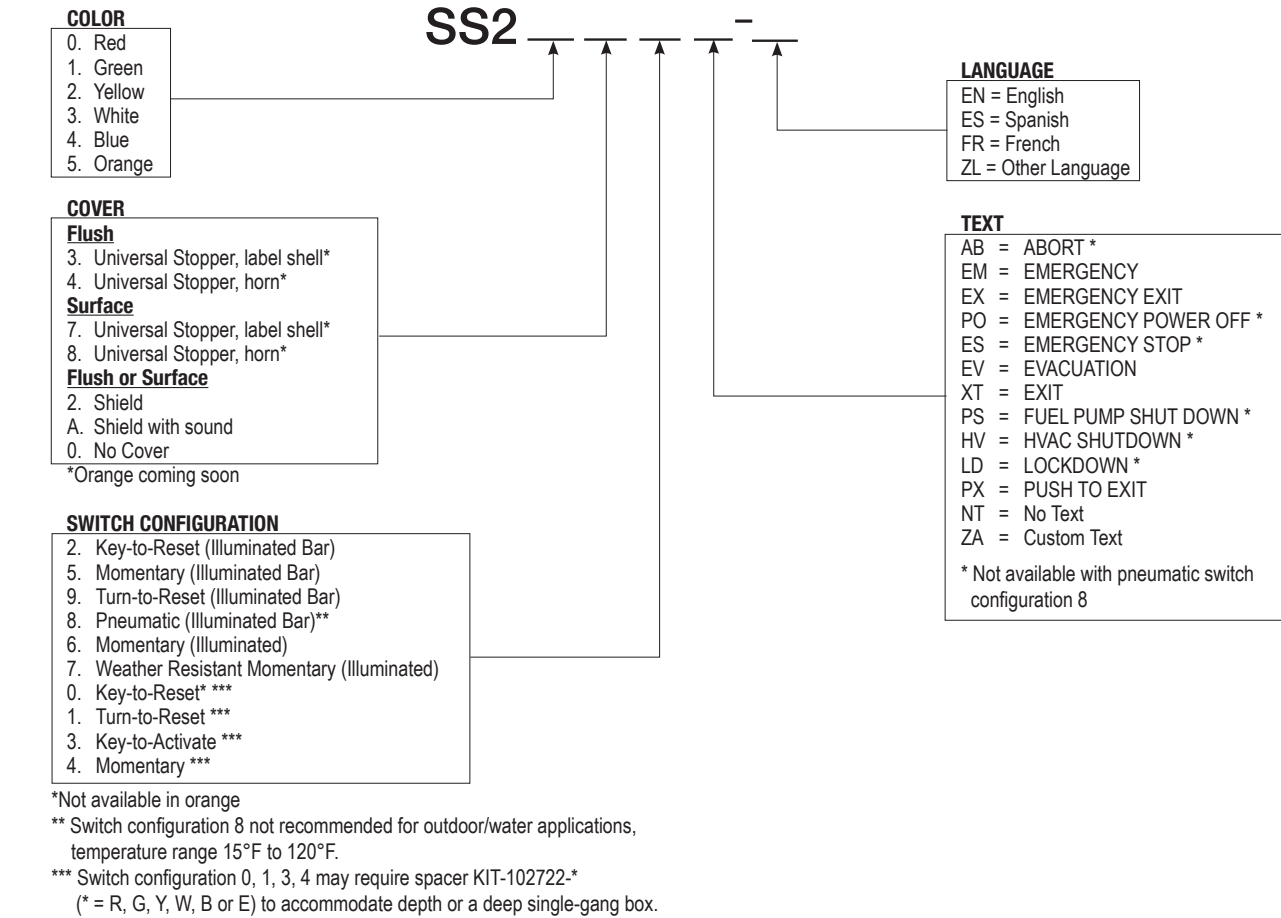 SS2 __ __ __ __ - __
COLOR
0. Red
1. Green
2. Yellow
3. White
4. Blue
5. Orange
COVER
Flush
3. Universal Stopper, label shell*
4. Universal Stopper, horn*
Surface
7. Universal Stopper, label shell*
8. Universal Stopper, horn*
Flush or Surface
2. Shield
A. Shield with sound
0. No Cover
*Orange coming soon
SWITCH CONFIGURATION
2. Key-to-Reset (Illuminated Bar)
5. Momentary (Illuminated Bar)
9. Turn-to-Reset (Illuminated Bar)
8. Pneumatic (Illuminated Bar)**
6. Momentary (Illuminated)
7. Weather Resistant Momentary (Illuminated)
0. Key-to-Reset* ***
1. Turn-to-Reset ***
3. Key-to-Activate ***
4. Momentary ***
*Not available in orange
** Switch configuration 8 not recommended for outdoor/water applications,
temperature range 15°F to 120°F.
*** Switch configuration 0, 1, 3, 4 may require spacer KIT-102722-*
(* = R, G, Y, W, B or E) to accommodate depth or a deep single-gang box.
LANGUAGE
EN = English
ES = Spanish
FR = French
ZL = Other Language
TEXT
AB = ABORT *
EM = EMERGENCY
EX = EMERGENCY EXIT
PO = EMERGENCY POWER OFF *
ES = EMERGENCY STOP *
EV = EVACUATION
XT = EXIT
PS = FUEL PUMP SHUT DOWN *
HV = HVAC SHUTDOWN *
LD = LOCKDOWN *
PX = PUSH TO EXIT
NT = No Text
ZA = Custom Text
* Not available with pneumatic switch
configuration 8